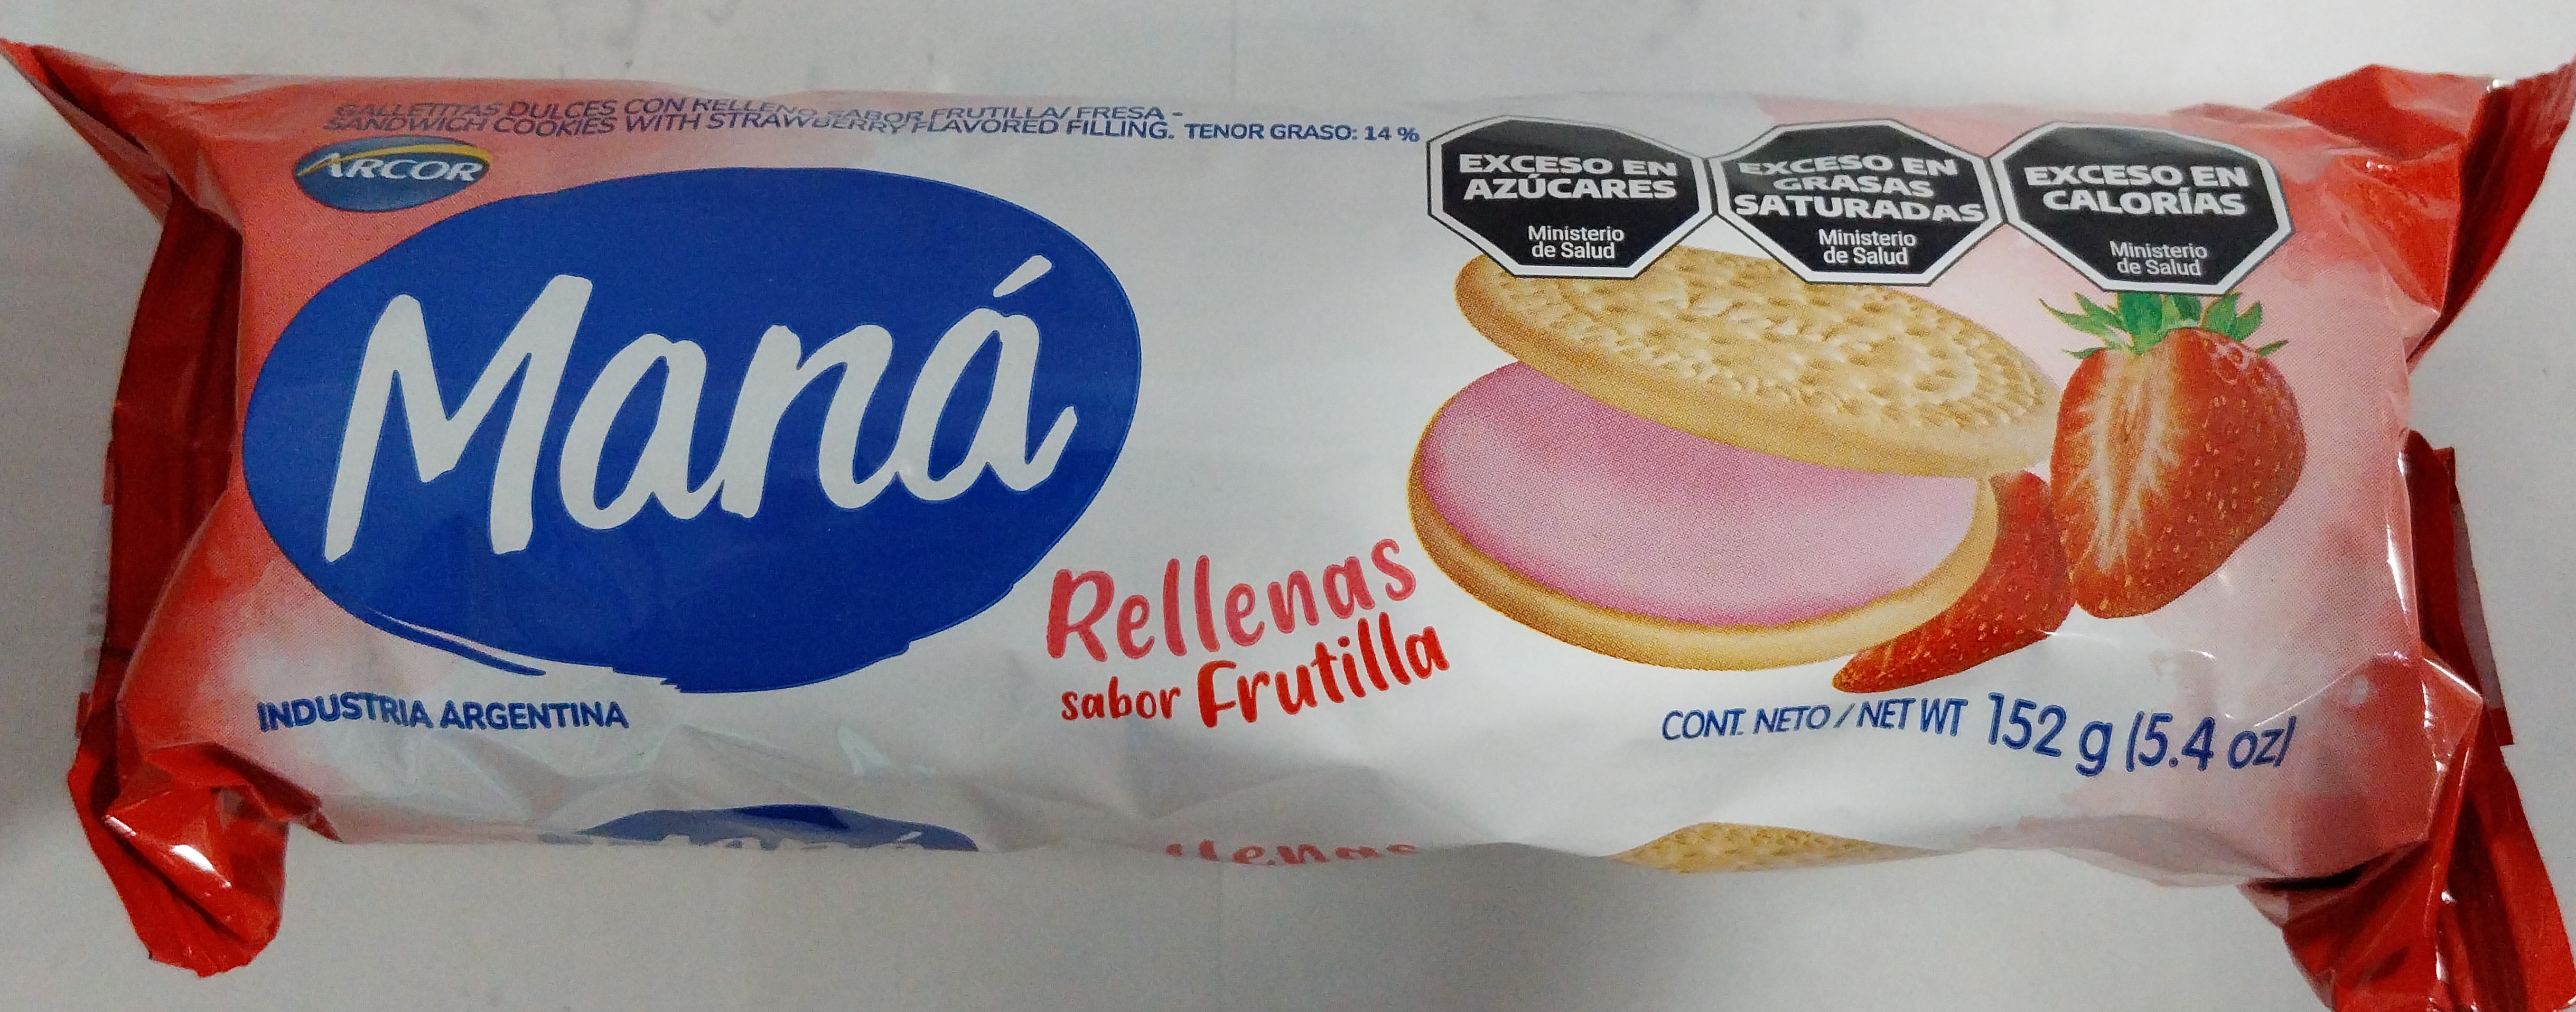 GALLETITAS DULCES CON RELLENO SABOR FRUTILLA/ FRESA -
SANDWICH COOKIES WITH STRAWBERRY FLAVORED FILLING. TENOR GRASO: 14 %
ARCOR
Maná
Rellenas
sabor Frutilla
INDUSTRIA ARGENTINA
EXCESO EN
AZÚCARES
Ministerio
de Salud
EXCESO EN
GRASAS
SATURADAS
Ministerio
de Salud
EXCESO EN
CALORÍAS
Ministerio
de Salud
CONT. NETO / NET WT 152 g (5.4 oz)